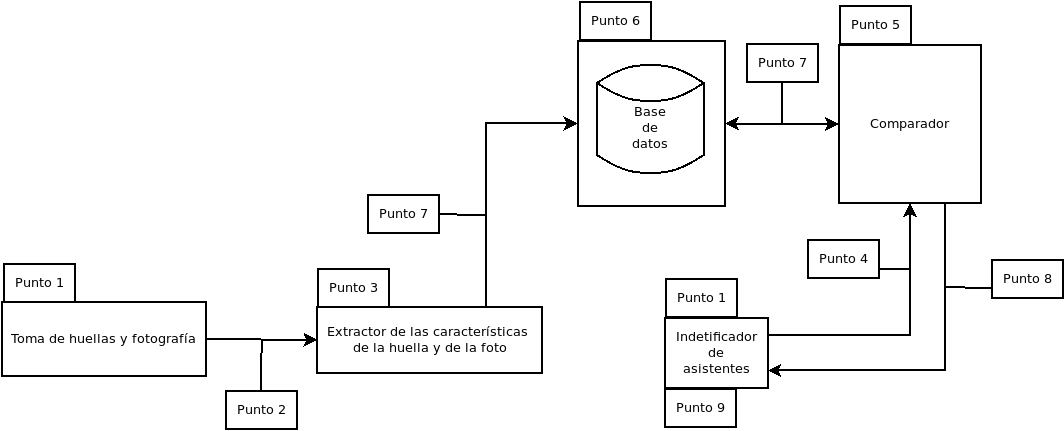 Punto 6
Punto 5
Punto 7
Base
de
datos
Comparador
Punto 7
Punto 4
Punto 8
Punto 1
Punto 3
Punto 1
Toma de huellas y fotografía
Extractor de las características
de la huella y de la foto
Indetificador
de
asistentes
Punto 2
Punto 9